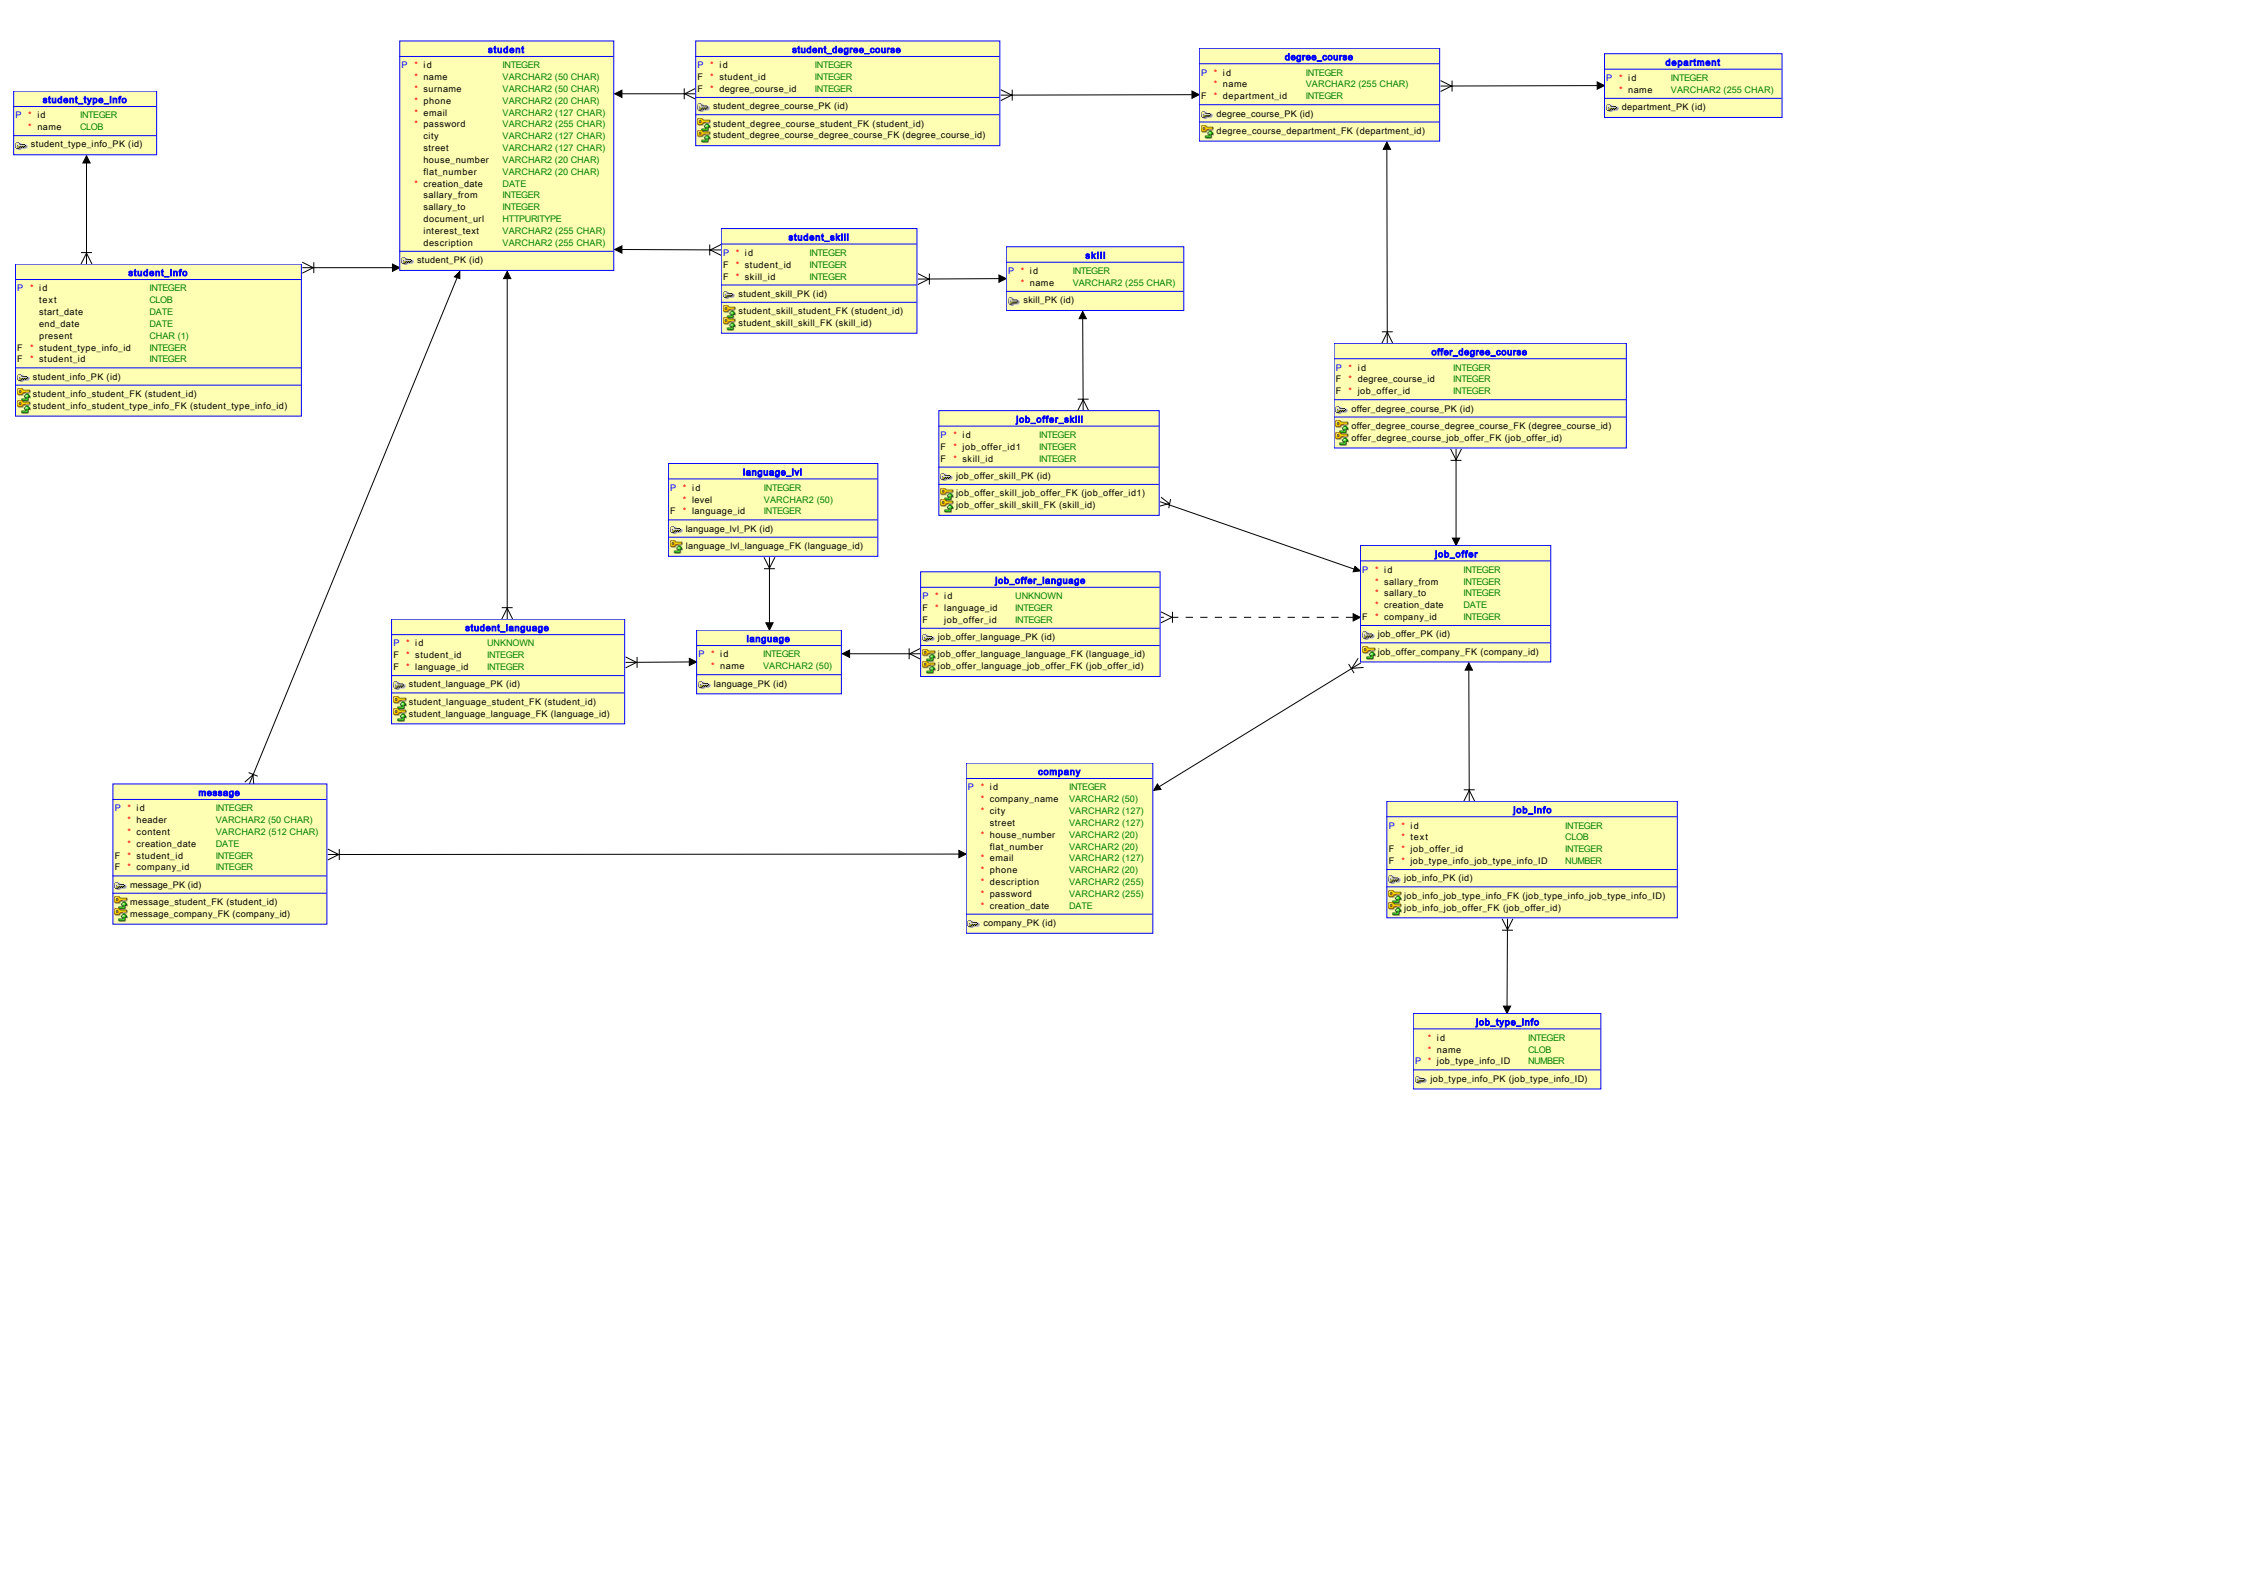 student_type_info
P * id INTEGER
* name CLOB
student_type_info_PK (id)
student
P * id INTEGER
* name VARCHAR2 (50 CHAR)
* surname VARCHAR2 (50 CHAR)
* phone VARCHAR2 (20 CHAR)
* email VARCHAR2 (127 CHAR)
* password VARCHAR2 (255 CHAR)
city VARCHAR2 (127 CHAR)
street VARCHAR2 (127 CHAR)
house_number VARCHAR2 (20 CHAR)
flat_number VARCHAR2 (20 CHAR)
* creation_date DATE
sallary_from INTEGER
sallary_to INTEGER
document_url HTTPURITYPE
interest_text VARCHAR2 (255 CHAR)
description VARCHAR2 (255 CHAR)
student_PK (id)
student_degree_course
P * id INTEGER
F * student_id INTEGER
F * degree_course_id INTEGER
student_degree_course_PK (id)
student_degree_course_student_FK (student_id)
student_degree_course_degree_course_FK (degree_course_id)
degree_course
P * id INTEGER
* name VARCHAR2 (255 CHAR)
F * department_id INTEGER
degree_course_PK (id)
degree_course_department_FK (department_id)
department
P * id INTEGER
* name VARCHAR2 (255 CHAR)
department_PK (id)
student_info
P * id INTEGER
text CLOB
start_date DATE
end_date DATE
present CHAR (1)
F * student_type_info_id INTEGER
F * student_id INTEGER
student_info_PK (id)
student_info_student_FK (student_id)
student_info_student_type_info_FK (student_type_info_id)
student_skill
P * id INTEGER
F * student_id INTEGER
F * skill_id INTEGER
student_skill_PK (id)
student_skill_student_FK (student_id)
student_skill_skill_FK (skill_id)
skill
P * id INTEGER
* name VARCHAR2 (255 CHAR)
skill_PK (id)
offer_degree_course
P * id INTEGER
F * degree_course_id INTEGER
F * job_offer_id INTEGER
offer_degree_course_PK (id)
offer_degree_course_degree_course_FK (degree_course_id)
offer_degree_course_job_offer_FK (job_offer_id)
job_offer_skill
P * id INTEGER
F * job_offer_id1 INTEGER
F * skill_id INTEGER
job_offer_skill_PK (id)
job_offer_skill_job_offer_FK (job_offer_id1)
job_offer_skill_skill_FK (skill_id)
language_lvl
P * id INTEGER
* level VARCHAR2 (50)
F * language_id INTEGER
language_lvl_PK (id)
language_lvl_language_FK (language_id)
job_offer
P * id INTEGER
* sallary_from INTEGER
* sallary_to INTEGER
* creation_date DATE
F * company_id INTEGER
job_offer_PK (id)
job_offer_company_FK (company_id)
job_offer_language
P * id UNKNOWN
F * language_id INTEGER
F job_offer_id INTEGER
job_offer_language_PK (id)
job_offer_language_language_FK (language_id)
job_offer_language_job_offer_FK (job_offer_id)
student_language
P * id UNKNOWN
F * student_id INTEGER
F * language_id INTEGER
student_language_PK (id)
student_language_student_FK (student_id)
student_language_language_FK (language_id)
language
P * id INTEGER
* name VARCHAR2 (50)
language_PK (id)
message
P * id INTEGER
* header VARCHAR2 (50 CHAR)
* content VARCHAR2 (512 CHAR)
* creation_date DATE
F * student_id INTEGER
F * company_id INTEGER
message_PK (id)
message_student_FK (student_id)
message_company_FK (company_id)
company
P * id INTEGER
* company_name VARCHAR2 (50)
* city VARCHAR2 (127)
street VARCHAR2 (127)
* house_number VARCHAR2 (20)
flat_number VARCHAR2 (20)
* email VARCHAR2 (127)
* phone VARCHAR2 (20)
* description VARCHAR2 (255)
* password VARCHAR2 (255)
* creation_date DATE
company_PK (id)
job_info
P * id INTEGER
* text CLOB
F * job_offer_id INTEGER
F * job_type_info_job_type_info_ID NUMBER
job_info_PK (id)
job_info_job_type_info_FK (job_type_info_job_type_info_ID)
job_info_job_offer_FK (job_offer_id)
job_type_info
* id INTEGER
* name CLOB
P * job_type_info_ID NUMBER
job_type_info_PK (job_type_info_ID)